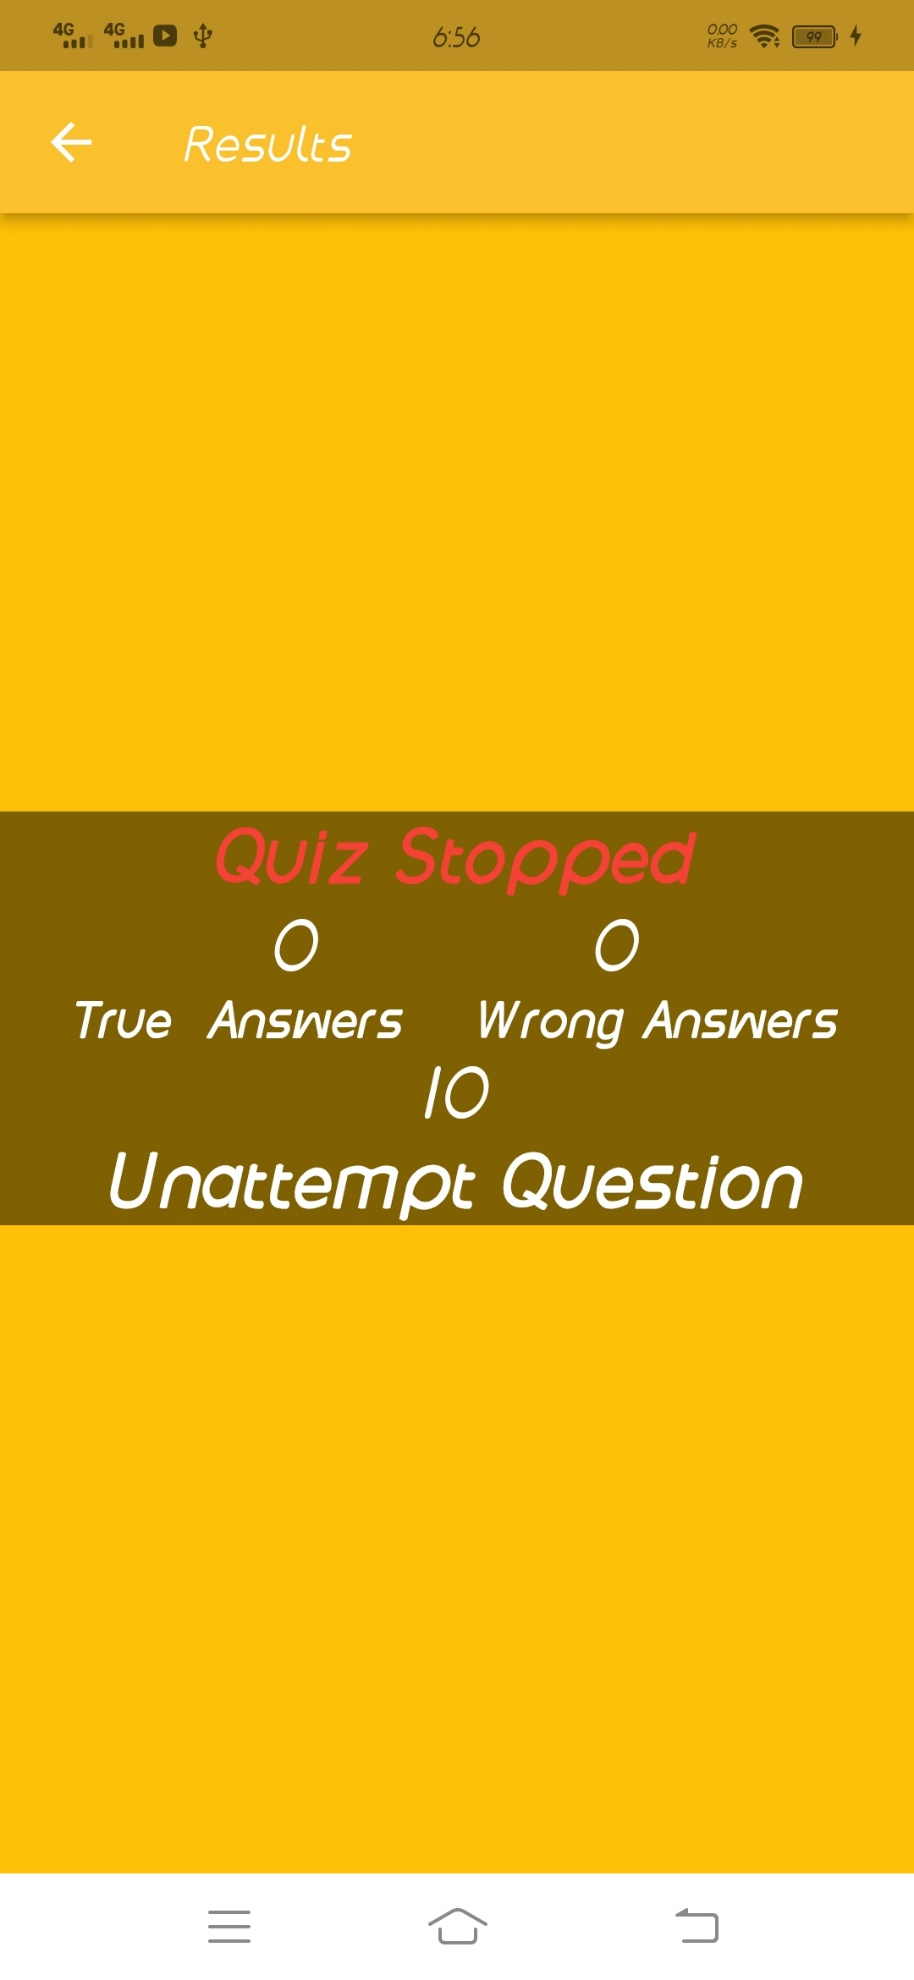 4G 4G 6:56 0.00 KB/s 99
Results
Quiz Stopped
0 0
True Answers Wrong Answers
10
Unattempt Question